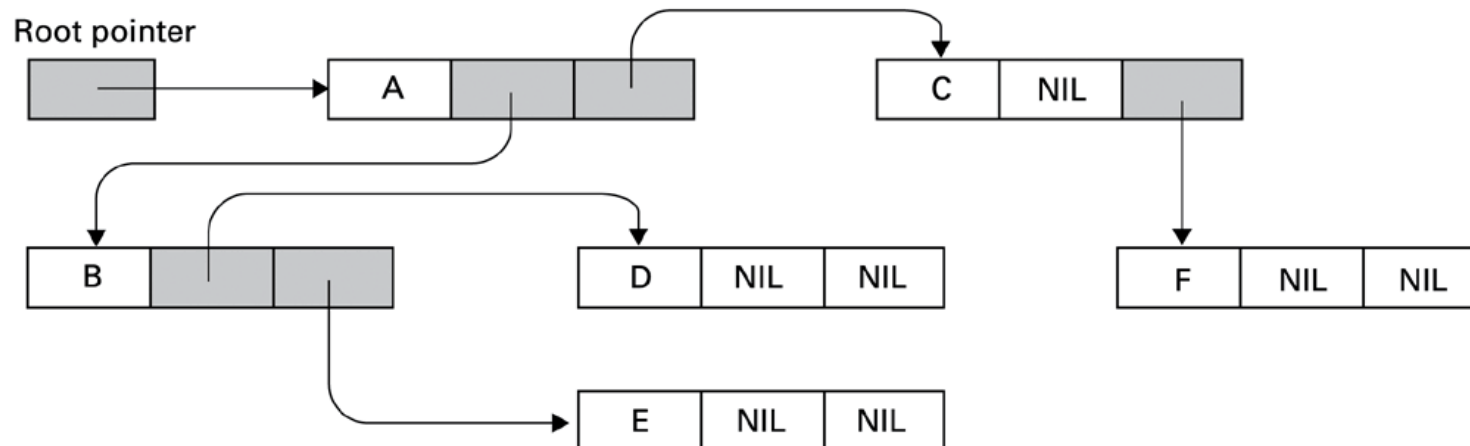 Root pointer
A
C NIL
B D NIL NIL F NIL NIL
E NIL NIL